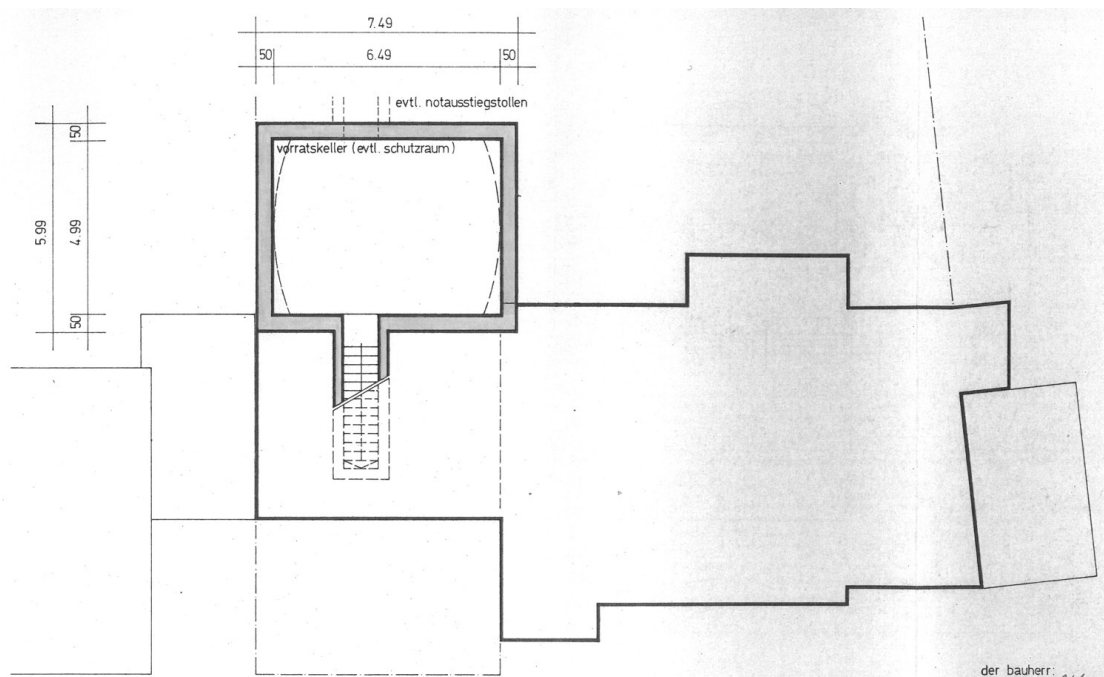 7.49
50
6.49
50
evtl. notausstiegstollen
vorratskeller (evtl. schutzraum)
50
5.99
4.99
50
der bauherr: